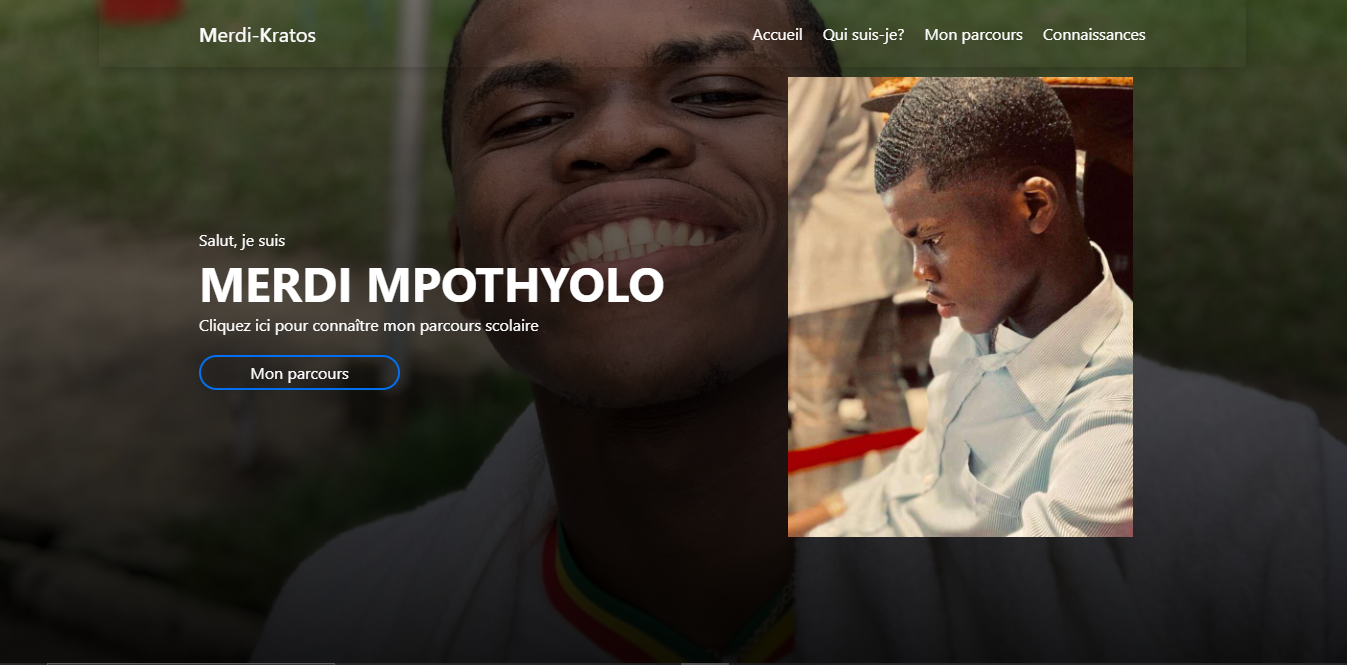 Merdi-Kratos
Accueil Qui suis-je? Mon parcours Connaissances
Salut, je suis
MERDI MPOTHYOLO
Cliquez ici pour connaître mon parcours scolaire
Mon parcours